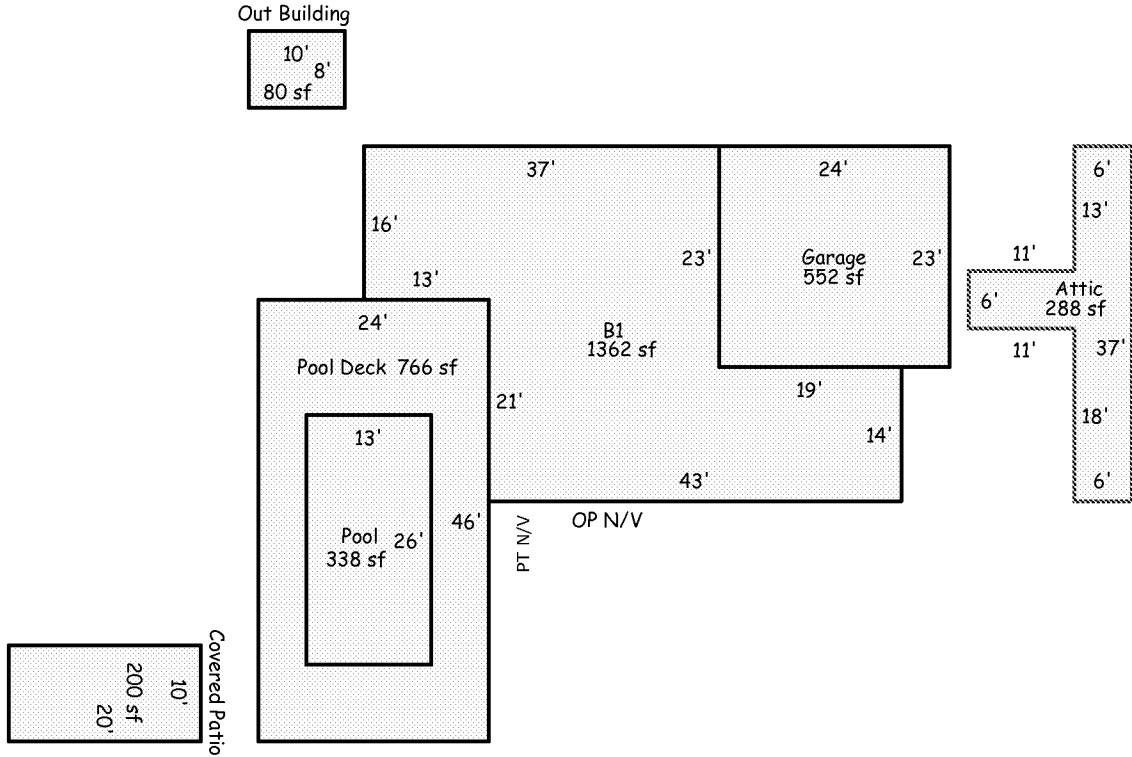 Out Building
10'
8'
80 sf
37'
24'
6'
16'
13'
23'
Garage
552 sf
23'
11'
13'
6'
Attic
288 sf
24'
B1
1362 sf
11'
37'
Pool Deck 766 sf
21'
19'
18'
13'
14'
43'
6'
46'
OP N/V
PT N/V
Pool
338 sf
26'
Covered Patio
10'
200 sf
20'